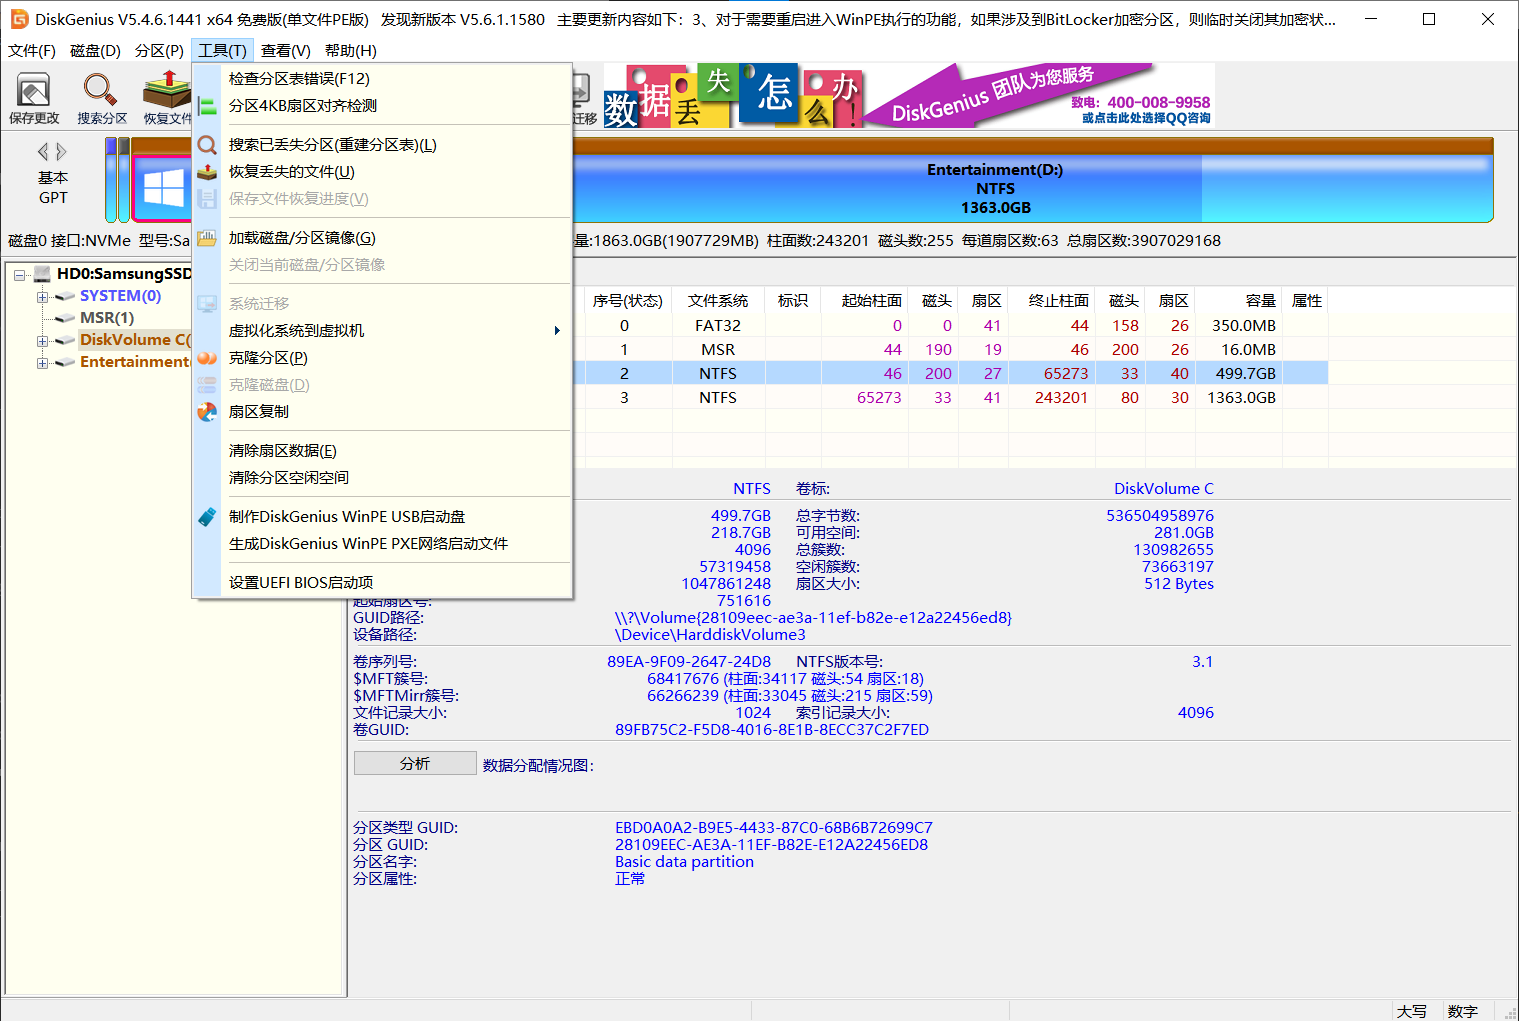 DiskGenius V5.4.6.1441 x64 免费版(单文件PE版)   发现新版本 V5.6.1.1580   主要更新内容如下：3、对于需要重启进入WinPE执行的功能，如果涉及到BitLocker加密分区，则临时关闭其加密状...
文件(F) 磁盘(D) 分区(P) 工具(T) 查看(V) 帮助(H)
保存更改 搜索分区 恢复文件 迁移
数据丢失怎么办！
DiskGenius 团队为您服务
致电：400-008-9958
或点击此处选择QQ咨询
基本
GPT
Entertainment(D:)
NTFS
1363.0GB
磁盘0 接口:NVMe 型号:Sa 量:1863.0GB(1907729MB) 柱面数:243201 磁头数:255 每道扇区数:63 总扇区数:3907029168
检查分区表错误(F12)
分区4KB扇区对齐检测
搜索已丢失分区(重建分区表)(L)
恢复丢失的文件(U)
保存文件恢复进度(V)
加载磁盘/分区镜像(G)
关闭当前磁盘/分区镜像
系统迁移
虚拟化系统到虚拟机
克隆分区(P)
克隆磁盘(D)
扇区复制
清除扇区数据(E)
清除分区空闲空间
制作DiskGenius WinPE USB启动盘
生成DiskGenius WinPE PXE网络启动文件
设置UEFI BIOS启动项
HD0:SamsungSSD
SYSTEM(0)
MSR(1)
DiskVolume C(
Entertainment
序号(状态) 文件系统 标识 起始柱面 磁头 扇区 终止柱面 磁头 扇区 容量 属性
0 FAT32 0 0 41 44 158 26 350.0MB
1 MSR 44 190 19 46 200 26 16.0MB
2 NTFS 46 200 27 65273 33 40 499.7GB
3 NTFS 65273 33 41 243201 80 30 1363.0GB
NTFS 卷标: DiskVolume C
499.7GB 总字节数: 536504958976
218.7GB 可用空间: 281.0GB
4096 总簇数: 130982655
57319458 空闲簇数: 73663197
1047861248 扇区大小: 512 Bytes
起始扇区号: 751616
GUID路径: \\?\Volume{28109eec-ae3a-11ef-b82e-e12a22456ed8}
设备路径: \Device\HarddiskVolume3
卷序列号: 89EA-9F09-2647-24D8 NTFS版本号: 3.1
$MFT簇号: 68417676 (柱面:34117 磁头:54 扇区:18)
$MFTMirr簇号: 66266239 (柱面:33045 磁头:215 扇区:59)
文件记录大小: 1024 索引记录大小: 4096
卷GUID: 89FB75C2-F5D8-4016-8E1B-8ECC37C2F7ED
分析 数据分配情况图:
分区类型 GUID: EBD0A0A2-B9E5-4433-87C0-68B6B72699C7
分区 GUID: 28109EEC-AE3A-11EF-B82E-E12A22456ED8
分区名字: Basic data partition
分区属性: 正常
大写 数字